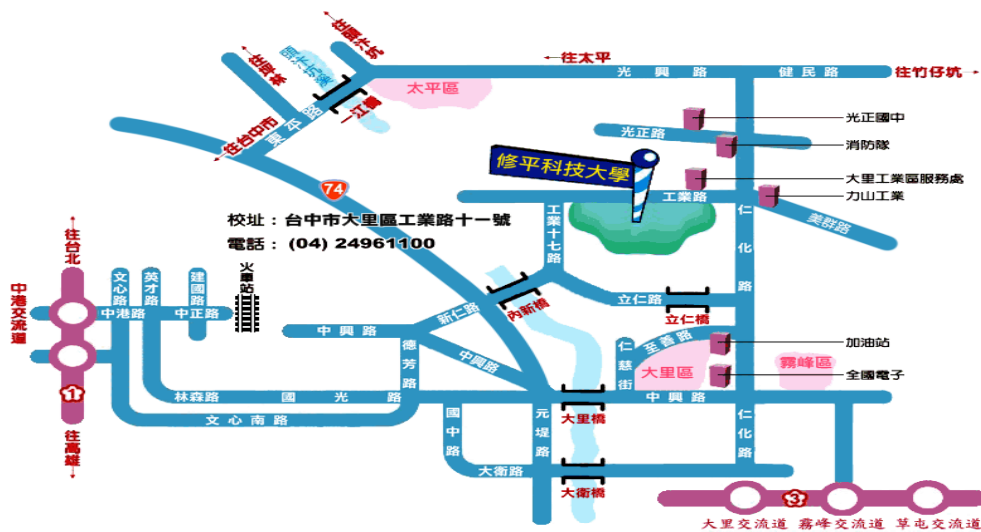 往頭汴坑
頭汴坑溪
往太平
光興路
健民路
往竹仔坑
太平區
一江橋
東平路
往台中市
光正國中
光正路
消防隊
修平科技大學
大里工業區服務處
74
工業路
力山工業
美群路
校址：台中市大里區工業路十一號
電話：(04) 24961100
工業十七路
仁化路
往台北
中港交流道
文心路
英才路
建國路
火車站
中港路
中正路
新仁路
內新橋
立仁路
立仁橋
中興路
德芳路
中興路
仁慈街
至善路
加油站
大里區
霧峰區
全國電子
1
林森路
國光路
大里橋
中興路
文心南路
往高雄
國中路
元堤路
仁化路
大衛路
大衛橋
3
大里交流道
霧峰交流道
草屯交流道